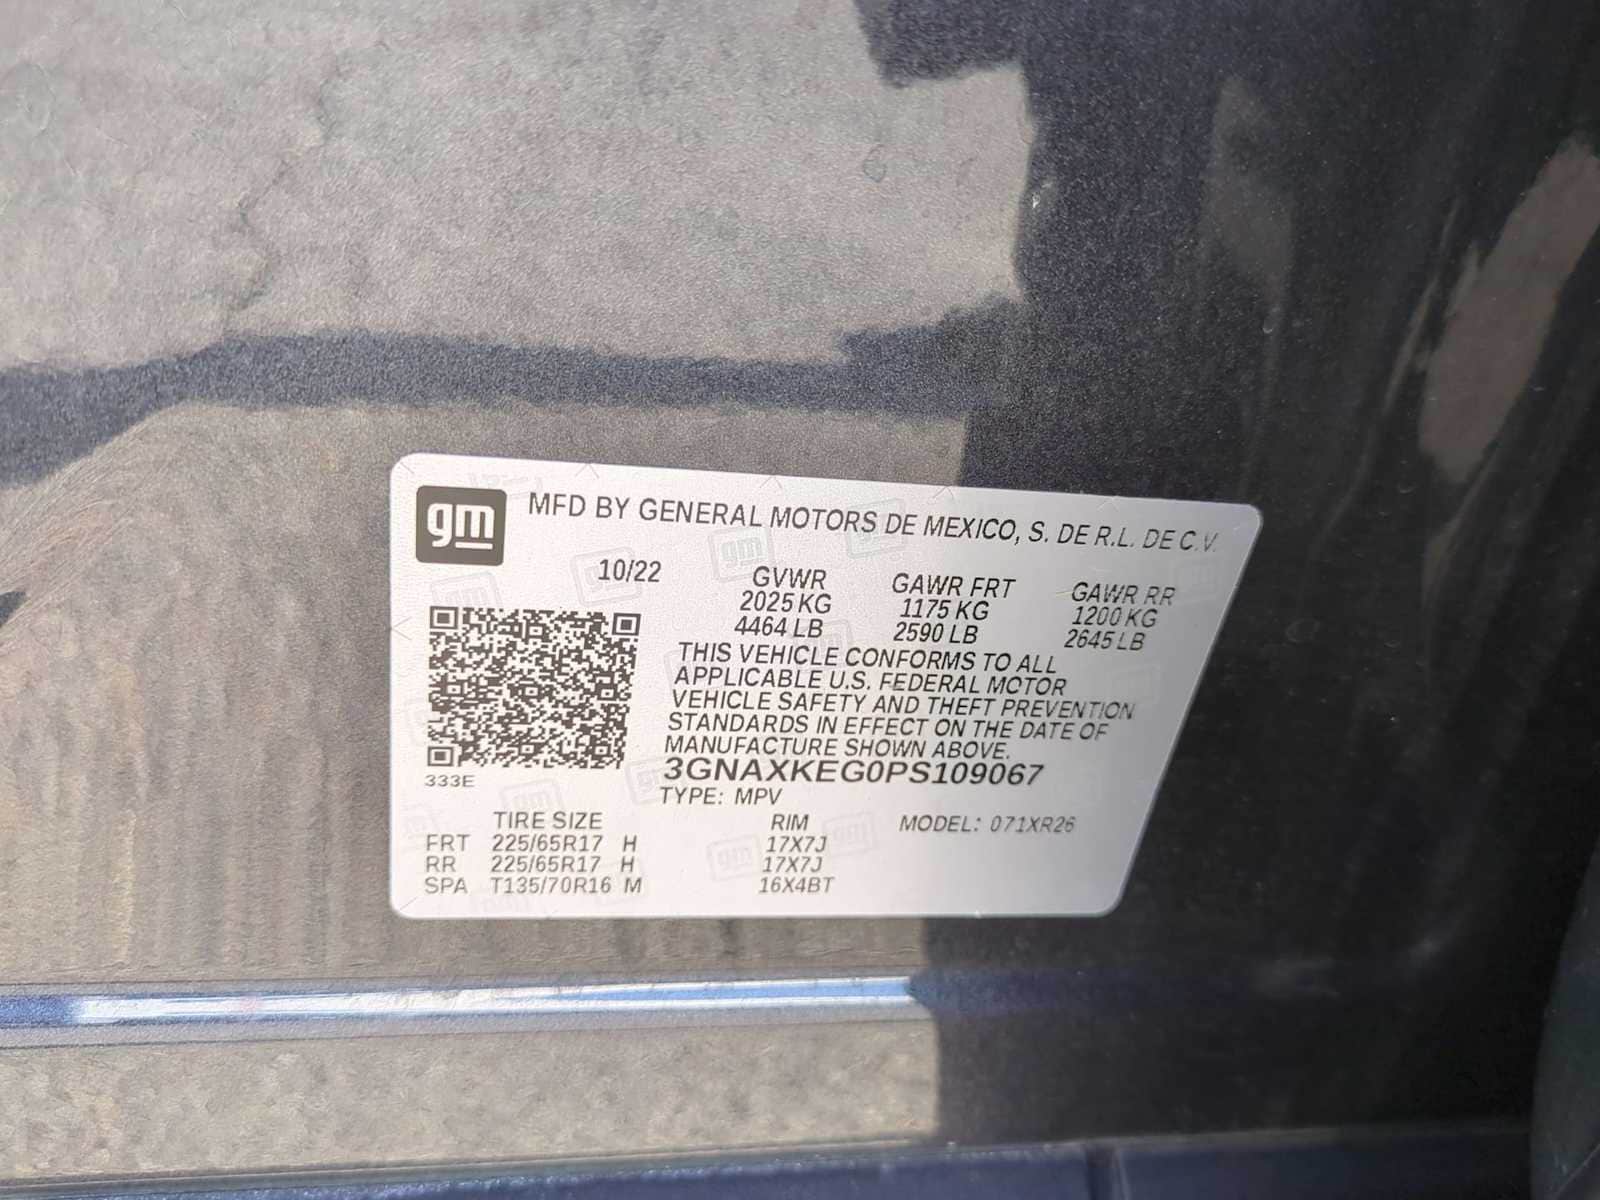 gm MFD BY GENERAL MOTORS DE MEXICO, S. DE R.L. DE C.V.
10/22 GVWR GAWR FRT GAWR RR
2025 KG 1175 KG 1200 KG
4464 LB 2590 LB 2645 LB
THIS VEHICLE CONFORMS TO ALL
APPLICABLE U.S. FEDERAL MOTOR
VEHICLE SAFETY AND THEFT PREVENTION
STANDARDS IN EFFECT ON THE DATE OF
MANUFACTURE SHOWN ABOVE.
333E 3GNAXKEG0PS109067
TYPE: MPV
TIRE SIZE RIM MODEL: 071XR26
FRT 225/65R17 H 17X7J
RR 225/65R17 H 17X7J
SPA T135/70R16 M 16X4BT